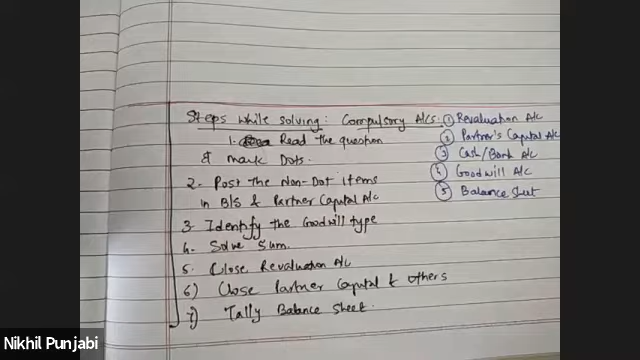 Steps while solving: Compulsory A/cs. ① Revaluation A/c
1. Read the question ② Partner's Capital A/c
& mark Dots. ③ Cash/Bank A/c
2- Post the Non-Dot items ④ Goodwill A/c
in B/S & Partner Capital A/c ⑤ Balance Sheet
3- Identify the Goodwill type
4- Solve Sum.
5. Close Revaluation A/c
6) Close Partner Capital & others
7) Tally Balance Sheet.
Nikhil Punjabi